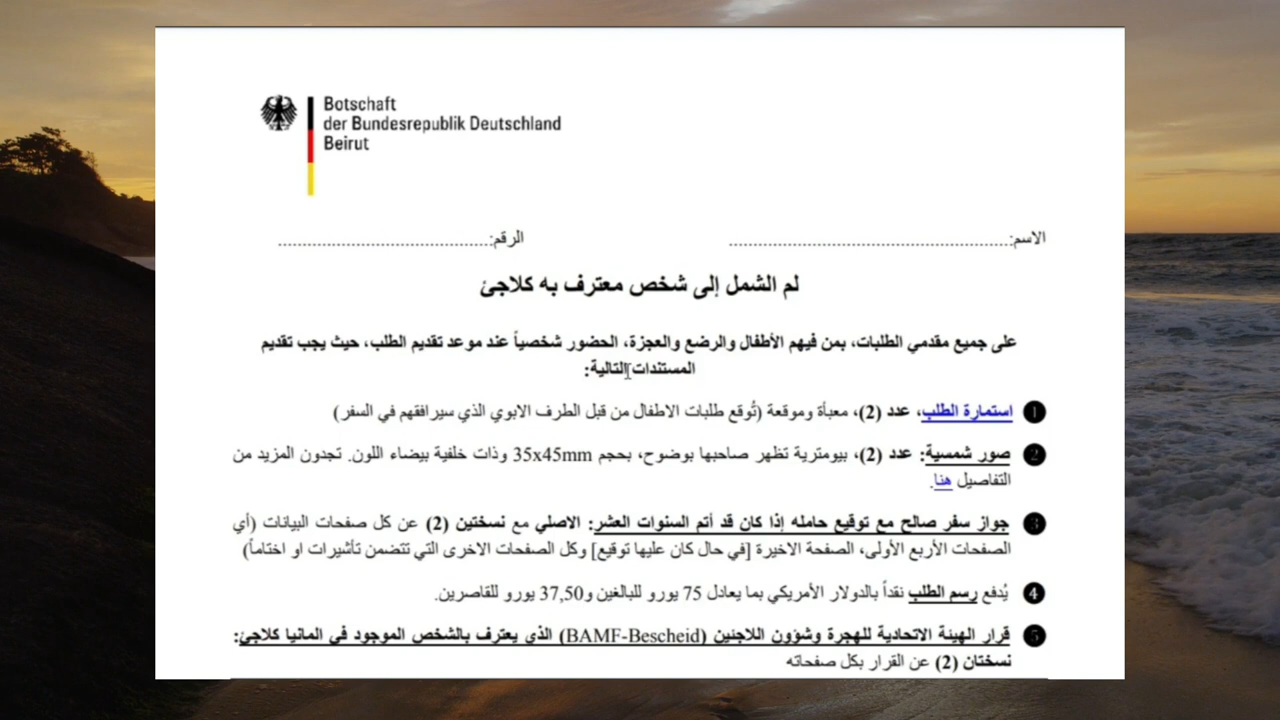 Botschaft
der Bundesrepublik Deutschland
Beirut
الاسم:........................................................ الرقم:..........................................
لم الشمل إلى شخص معترف به كلاجئ
على جميع مقدمي الطلبات، بمن فيهم الأطفال والرضع والعجزة، الحضور شخصياً عند موعد تقديم الطلب، حيث يجب تقديم
المستندات التالية:
1 استمارة الطلب، عدد (2)، معبأة وموقعة (تُوقع طلبات الاطفال من قبل الطرف الابوي الذي سيرافقهم في السفر)
2 صور شمسية: عدد (2)، بيومترية تظهر صاحبها بوضوح، بحجم 35x45mm وذات خلفية بيضاء اللون. تجدون المزيد من
التفاصيل هنا.
3 جواز سفر صالح مع توقيع حامله إذا كان قد أتم السنوات العشر: الاصلي مع نسختين (2) عن كل صفحات البيانات (أي
الصفحات الأربع الأولى، الصفحة الاخيرة [في حال كان عليها توقيع] وكل الصفحات الاخرى التي تتضمن تأشيرات او اختاماً)
4 يُدفع رسم الطلب نقداً بالدولار الأمريكي بما يعادل 75 يورو للبالغين و37,50 يورو للقاصرين.
5 قرار الهيئة الاتحادية للهجرة وشؤون اللاجئين (BAMF-Bescheid) الذي يعترف بالشخص الموجود في المانيا كلاجئ:
نسختان (2) عن القرار بكل صفحاته